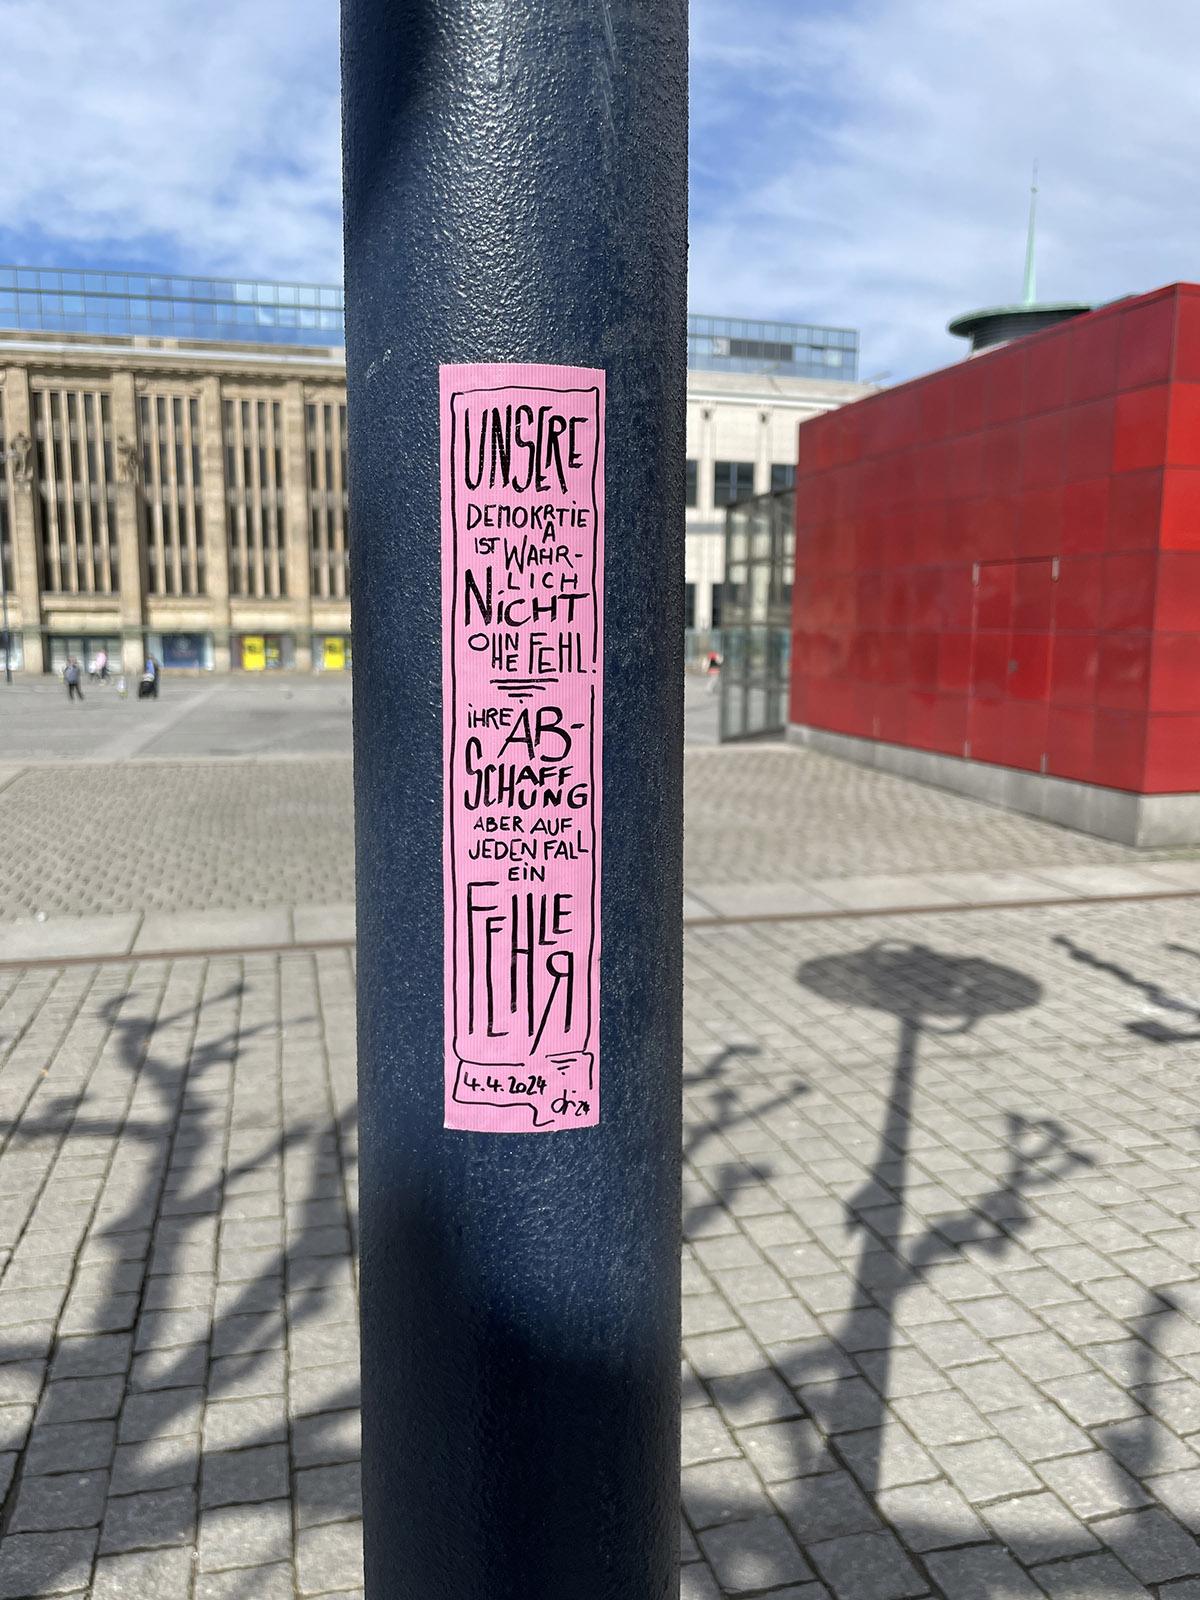 UNSERE
DEMOKRATIE
IST WAHR-
LICH
NiCHT
OHNE FEHL!
iHRE AB-
SCHAFF
UNG
ABER AUF
JEDEN FALL
EiN
FEHLER
4.4.2024